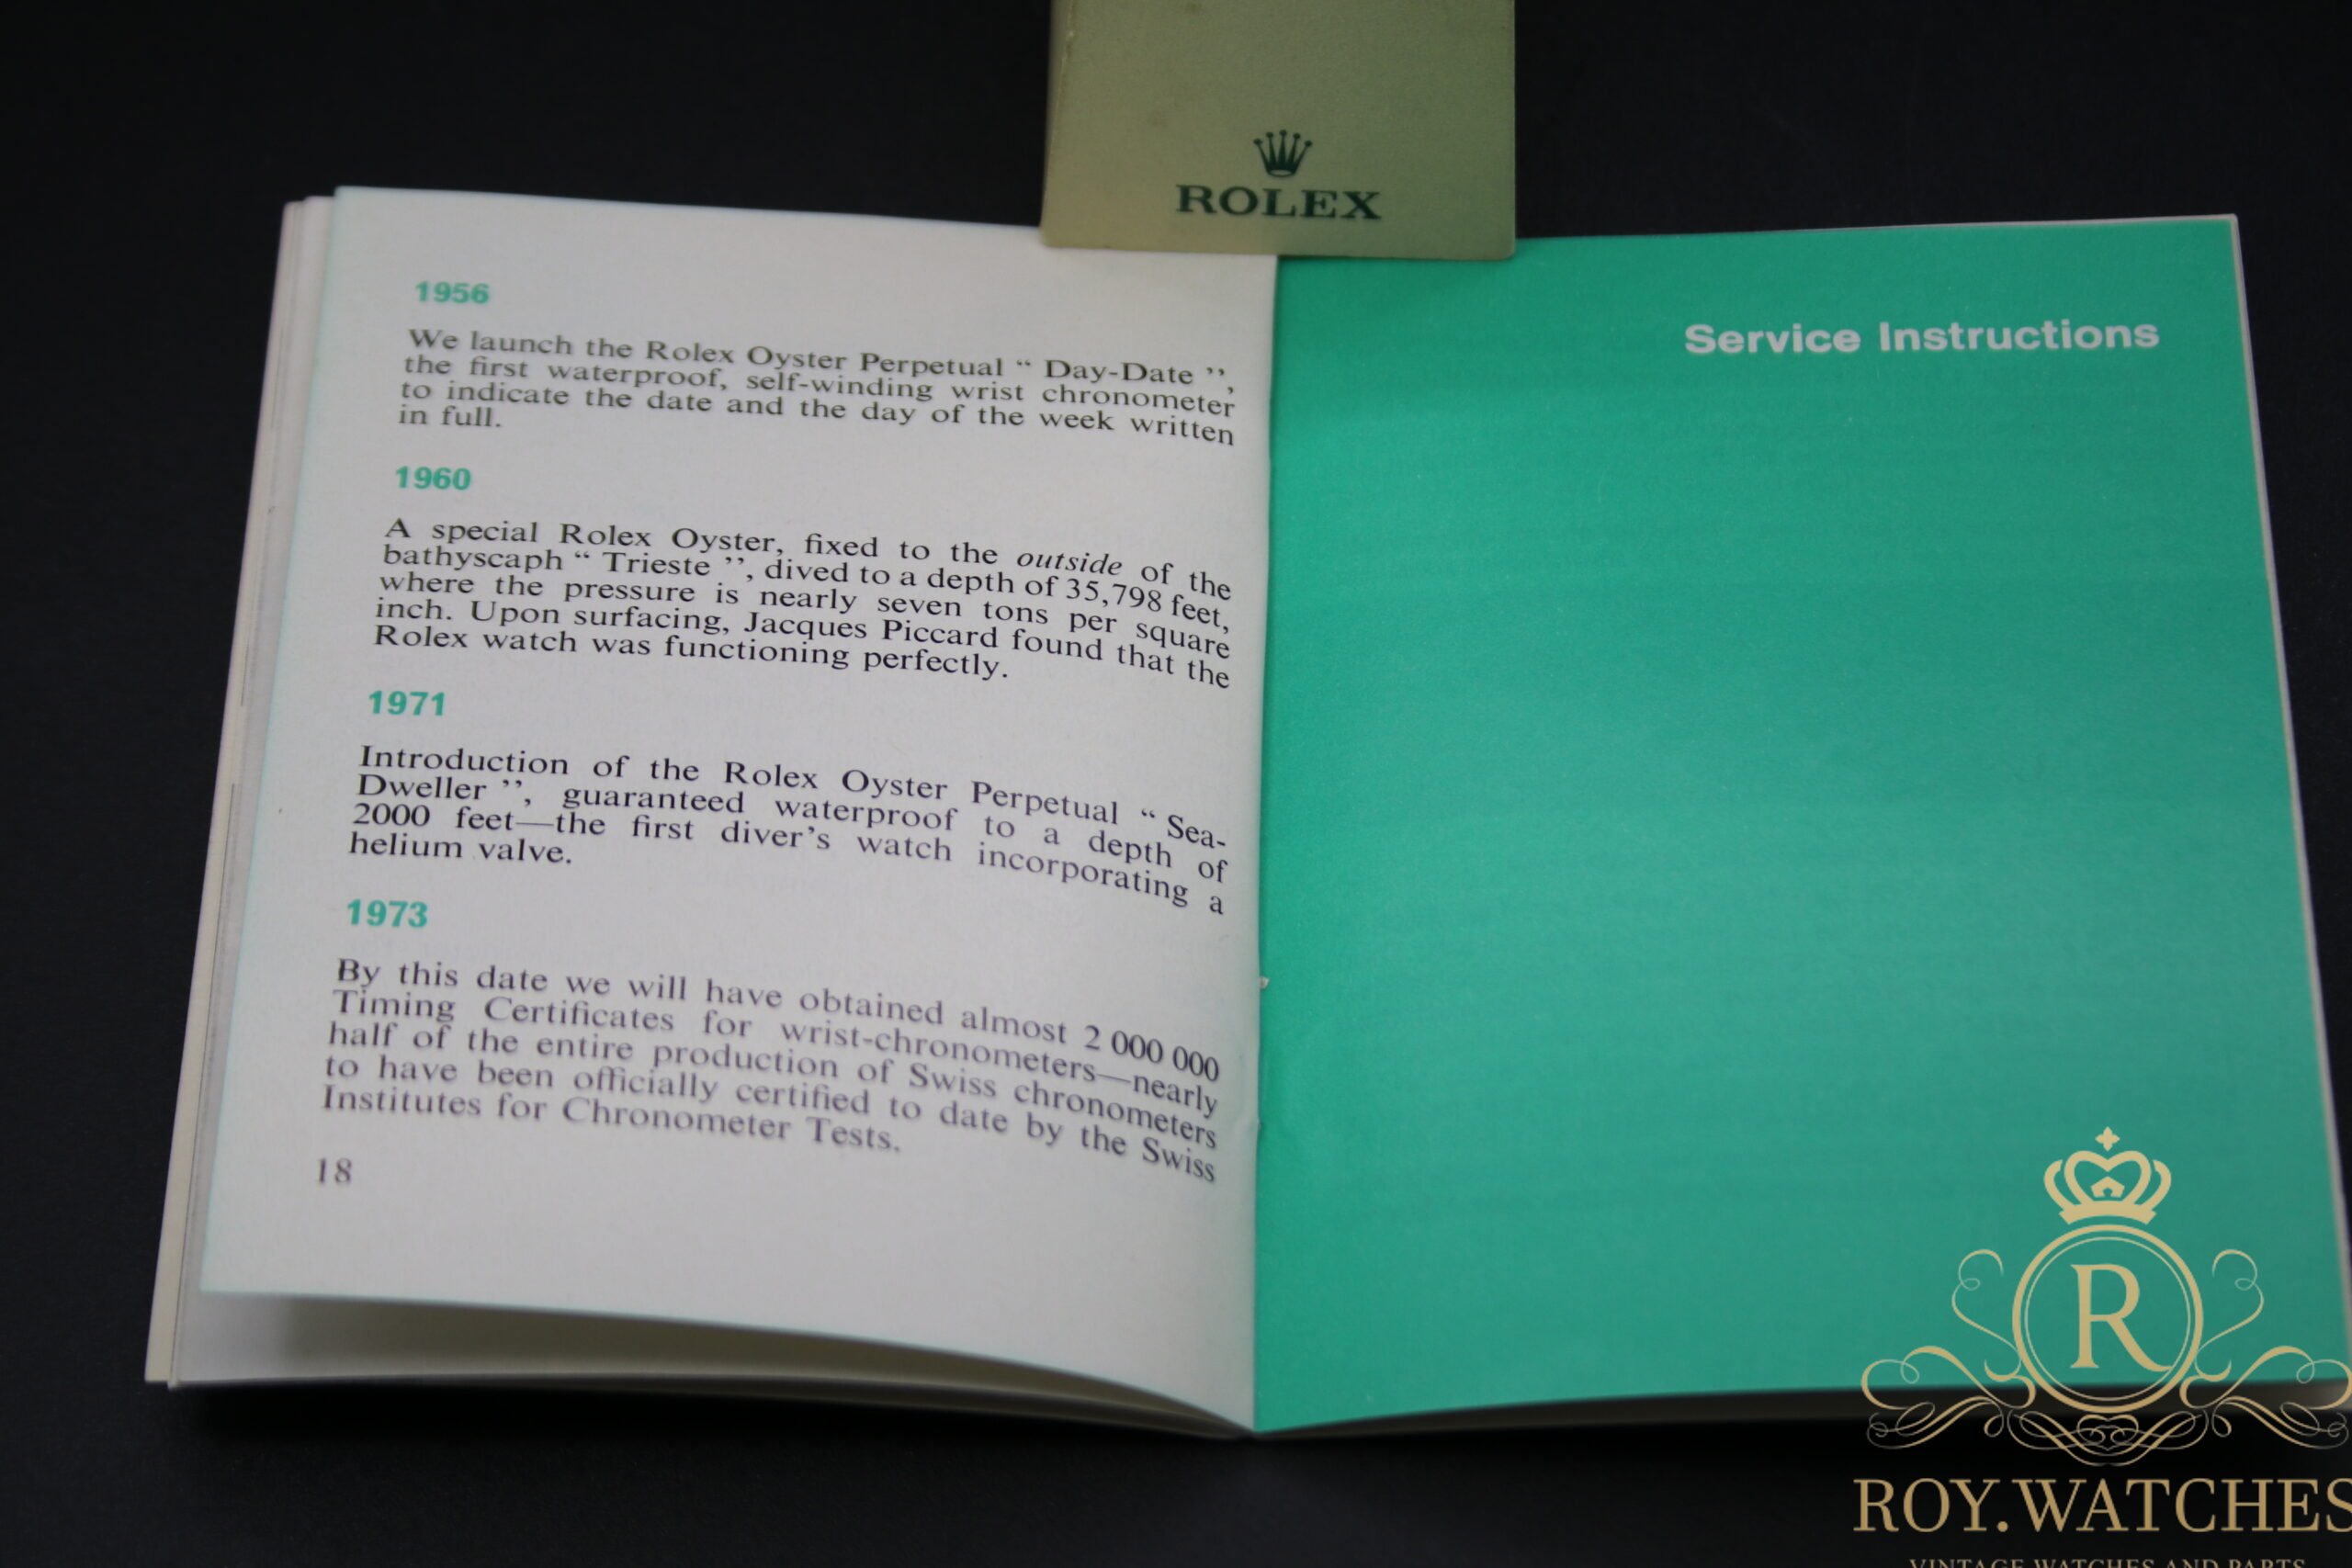 ROLEX
1956
We launch the Rolex Oyster Perpetual “ Day-Date ”,
the first waterproof, self-winding wrist chronometer
to indicate the date and the day of the week written
in full.
1960
A special Rolex Oyster, fixed to the outside of the
bathyscaph “ Trieste ”, dived to a depth of 35,798 feet,
where the pressure is nearly seven tons per square
inch. Upon surfacing, Jacques Piccard found that the
Rolex watch was functioning perfectly.
1971
Introduction of the Rolex Oyster Perpetual “ Sea-
Dweller ”, guaranteed waterproof to a depth of
2000 feet—the first diver’s watch incorporating a
helium valve.
1973
By this date we will have obtained almost 2 000 000
Timing Certificates for wrist-chronometers—nearly
half of the entire production of Swiss chronometers
to have been officially certified to date by the Swiss
Institutes for Chronometer Tests.
18
Service Instructions
R
ROY.WATCHES
VINTAGE WATCHES AND PARTS